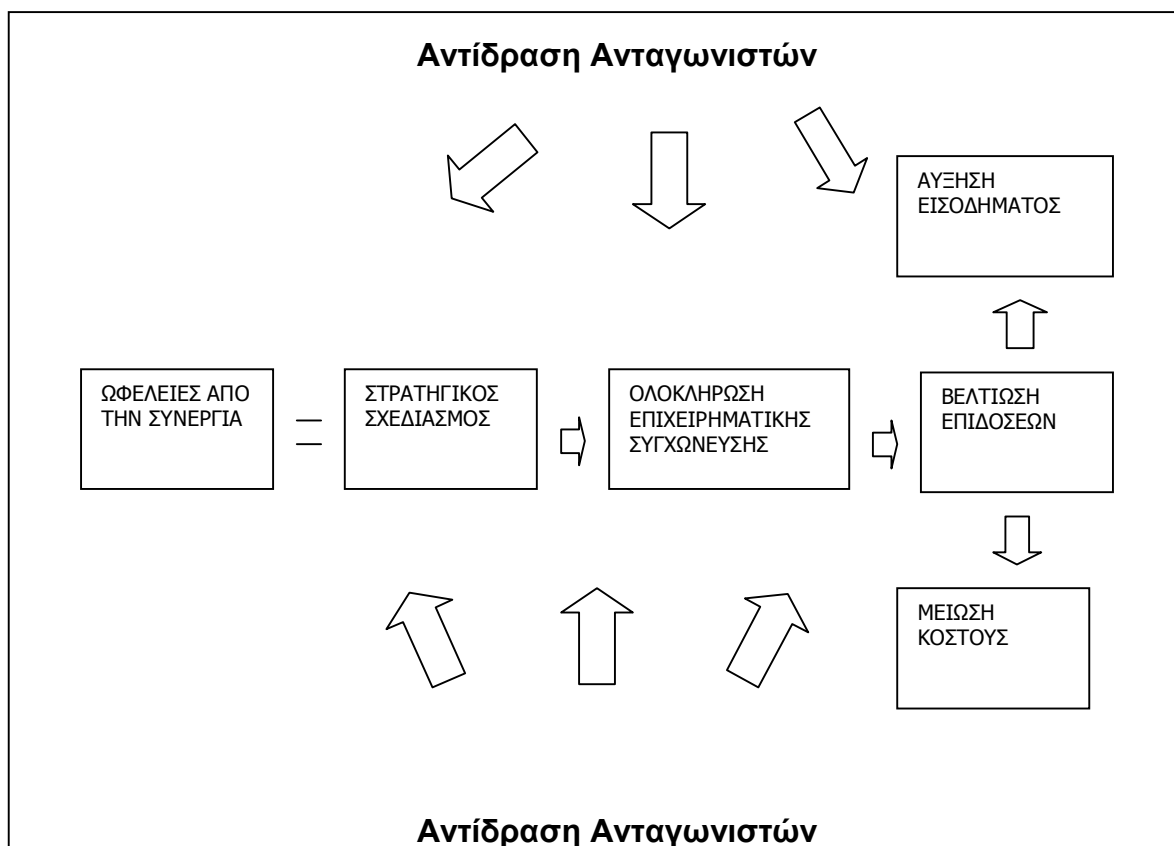 Αντίδραση Ανταγωνιστών
ΑΥΞΗΣΗ
ΕΙΣΟΔΗΜΑΤΟΣ
ΩΦΕΛΕΙΕΣ ΑΠΟ
ΤΗΝ ΣΥΝΕΡΓΙΑ
=
ΣΤΡΑΤΗΓΙΚΟΣ
ΣΧΕΔΙΑΣΜΟΣ
ΟΛΟΚΛΗΡΩΣΗ
ΕΠΙΧΕΙΡΗΜΑΤΙΚΗΣ
ΣΥΓΧΩΝΕΥΣΗΣ
ΒΕΛΤΙΩΣΗ
ΕΠΙΔΟΣΕΩΝ
ΜΕΙΩΣΗ
ΚΟΣΤΟΥΣ
Αντίδραση Ανταγωνιστών